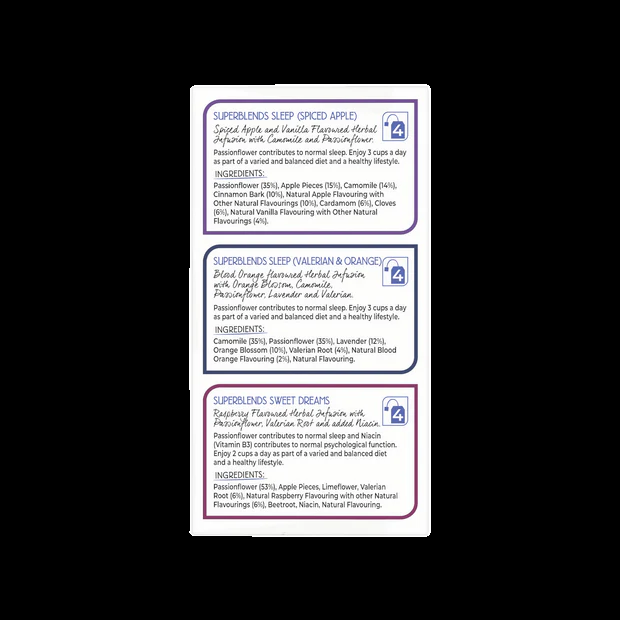 SUPERBLENDS SLEEP (SPICED APPLE)
Spiced Apple and Vanilla Flavoured Herbal
Infusion with Camomile and Passionflower.
4
Passionflower contributes to normal sleep. Enjoy 3 cups a day
as part of a varied and balanced diet and a healthy lifestyle.
INGREDIENTS:
Passionflower (35%), Apple Pieces (15%), Camomile (14%),
Cinnamon Bark (10%), Natural Apple Flavouring with
Other Natural Flavourings (10%), Cardamom (6%), Cloves
(6%), Natural Vanilla Flavouring with Other Natural
Flavourings (4%).
SUPERBLENDS SLEEP (VALERIAN & ORANGE)
Blood Orange flavoured Herbal Infusion
with Orange Blossom, Camomile,
Passionflower, Lavender and Valerian.
4
Passionflower contributes to normal sleep. Enjoy 3 cups a day
as part of a varied and balanced diet and a healthy lifestyle.
INGREDIENTS:
Camomile (35%), Passionflower (35%), Lavender (12%),
Orange Blossom (10%), Valerian Root (4%), Natural Blood
Orange Flavouring (2%), Natural Flavouring.
SUPERBLENDS SWEET DREAMS
Raspberry Flavoured Herbal Infusion with
Passionflower, Valerian Root and added Niacin.
4
Passionflower contributes to normal sleep and Niacin
(Vitamin B3) contributes to normal psychological function.
Enjoy 2 cups a day as part of a varied and balanced diet
and a healthy lifestyle.
INGREDIENTS:
Passionflower (53%), Apple Pieces, Limeflower, Valerian
Root (6%), Natural Raspberry Flavouring with other Natural
Flavourings (6%), Beetroot, Niacin, Natural Flavouring.